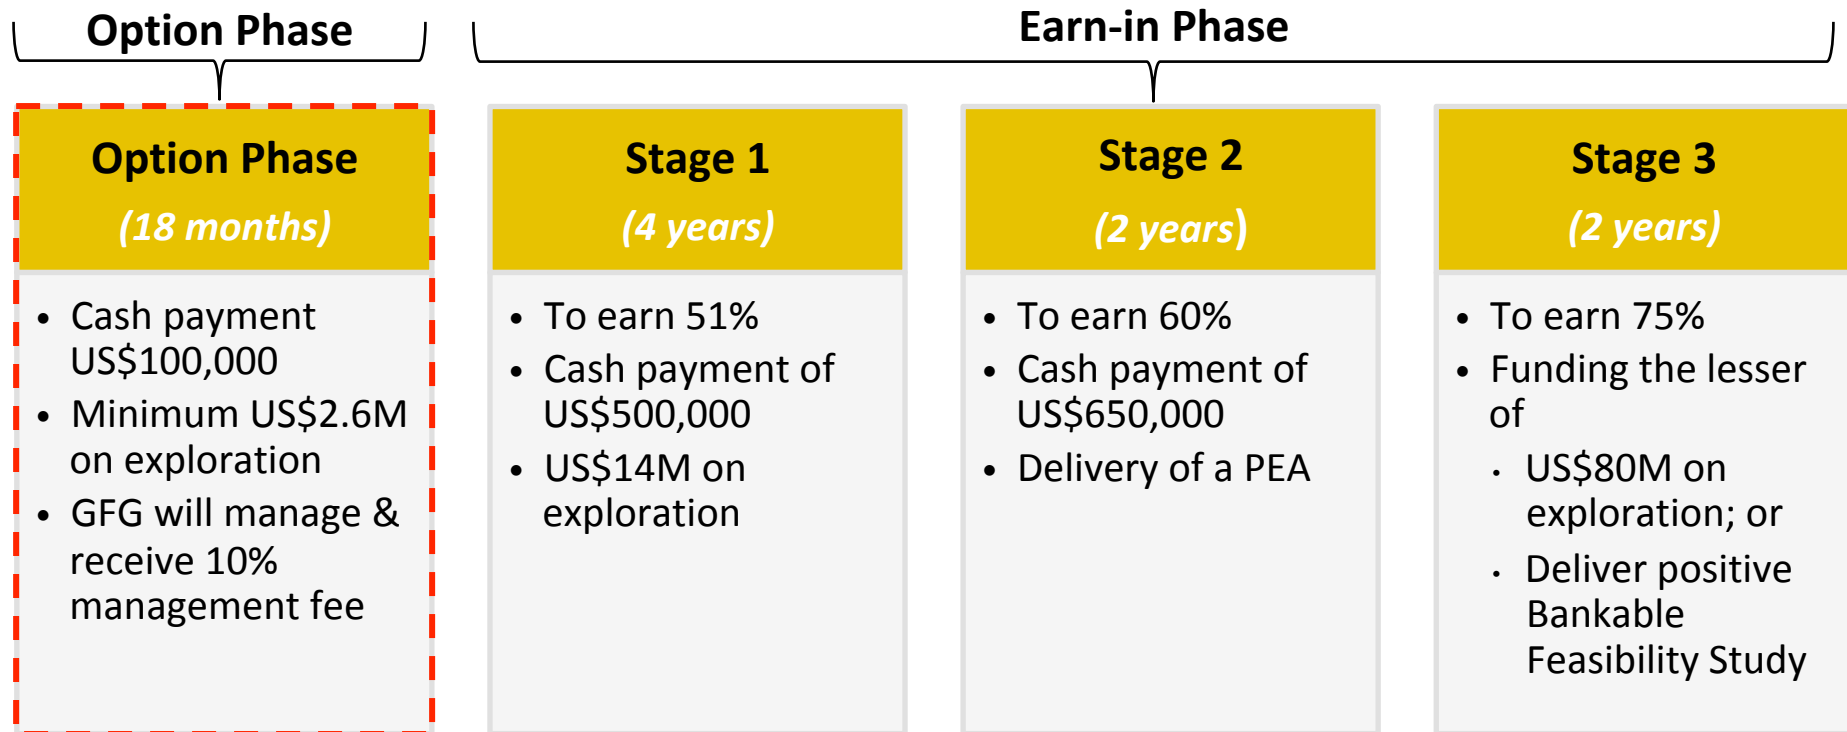 Option Phase
Earn-in Phase
Option Phase
(18 months)
• Cash payment
US$100,000
• Minimum US$2.6M
on exploration
• GFG will manage &
receive 10%
management fee
Stage 1
(4 years)
• To earn 51%
• Cash payment of
US$500,000
• US$14M on
exploration
Stage 2
(2 years)
• To earn 60%
• Cash payment of
US$650,000
• Delivery of a PEA
Stage 3
(2 years)
• To earn 75%
• Funding the lesser
of
• US$80M on
exploration; or
• Deliver positive
Bankable
Feasibility Study